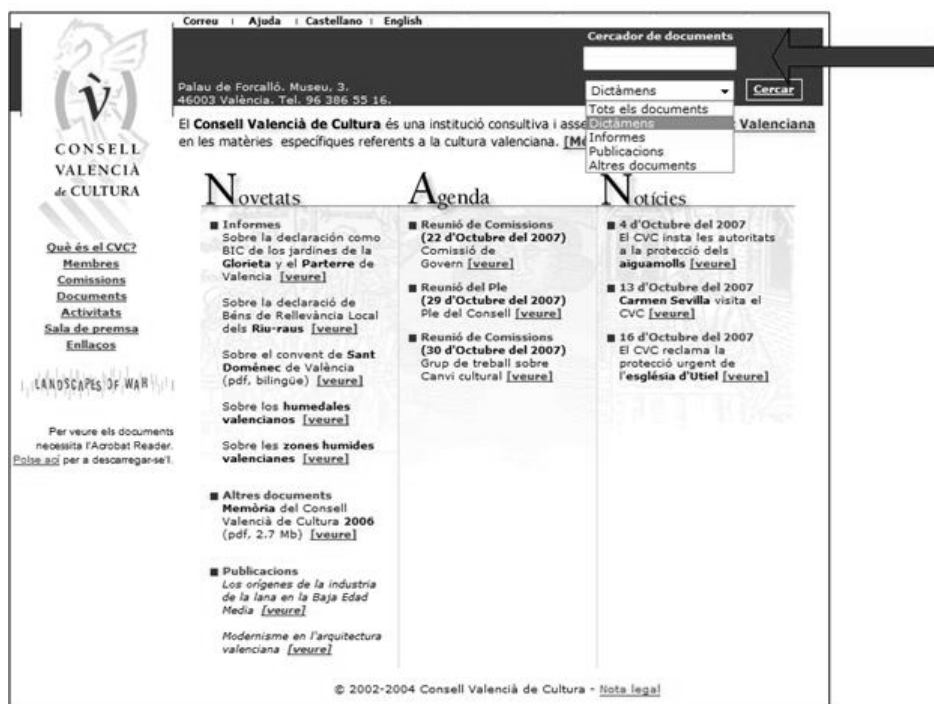 Correu | Ajuda | Castellano | English
Cercador de documents
Palau de Forcalló. Museu, 3.
46003 València. Tel. 96 386 55 16.
Dictàmens
Cercar
Tots els documents
Dictàmens
Informes
Publicacions
Altres documents
El Consell Valencià de Cultura és una institució consultiva i asse
Valenciana
en les matèries específiques referents a la cultura valenciana. [Me
v
CONSELL
VALENCIÀ
de CULTURA
Què és el CVC?
Membres
Comissions
Documents
Activitats
Sala de premsa
Enllaços
LANDSCAPES OF WAR
Per veure els documents
necessita l'Acrobat Reader.
Polse ací per a descarregar-se'l.
Novetats
Informes
Sobre la declaración como
BIC de los jardines de la
Glorieta y el Parterre de
Valencia [veure]
Sobre la declaració de
Béns de Rellevància Local
dels Riu-raus [veure]
Sobre el convent de Sant
Doménec de València
(pdf, bilingüe) [veure]
Sobre los humedales
valencianos [veure]
Sobre les zones humides
valencianes [veure]
Altres documents
Memòria del Consell
Valencià de Cultura 2006
(pdf, 2.7 Mb) [veure]
Publicacions
Los orígenes de la industria
de la lana en la Baja Edad
Media [veure]
Modernisme en l'arquitectura
valenciana [veure]
Agenda
Reunió de Comissions
(22 d'Octubre del 2007)
Comissió de
Govern [veure]
Reunió del Ple
(29 d'Octubre del 2007)
Ple del Consell [veure]
Reunió de Comissions
(30 d'Octubre del 2007)
Grup de treball sobre
Canvi cultural [veure]
Notícies
4 d'Octubre del 2007
El CVC insta les autoritats
a la protecció dels
aiguamolls [veure]
13 d'Octubre del 2007
Carmen Sevilla visita el
CVC [veure]
16 d'Octubre del 2007
El CVC reclama la
protecció urgent de
l'església d'Utiel [veure]
© 2002-2004 Consell Valencià de Cultura - Nota legal